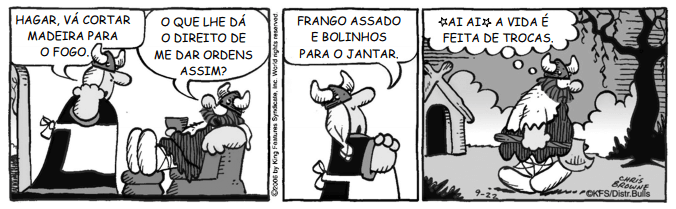 HAGAR, VÁ CORTAR
MADEIRA PARA
O FOGO.
O QUE LHE DÁ
O DIREITO DE
ME DAR ORDENS
ASSIM?
©2006 by King Features Syndicate, Inc. World rights reserved.
FRANGO ASSADO
E BOLINHOS
PARA O JANTAR.
☆AI AI☆ A VIDA É
FEITA DE TROCAS.
9-22
CHRIS
BROWNE
©KFS/Distr.Bulls